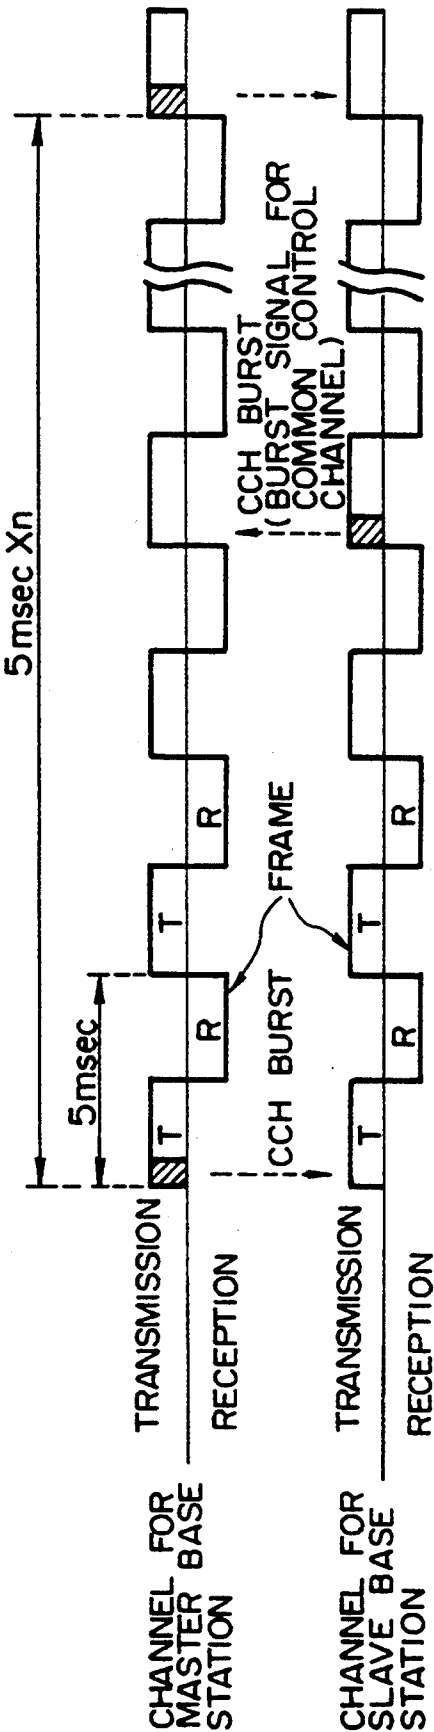 5msec Xn
5msec
TRANSMISSION
T
R
T
R
RECEPTION
CHANNEL FOR
MASTER BASE
STATION
CCH BURST
FRAME
CCH BURST
(BURST SIGNAL FOR
COMMON CONTROL
CHANNEL)
TRANSMISSION
T
R
T
R
RECEPTION
CHANNEL FOR
SLAVE BASE
STATION